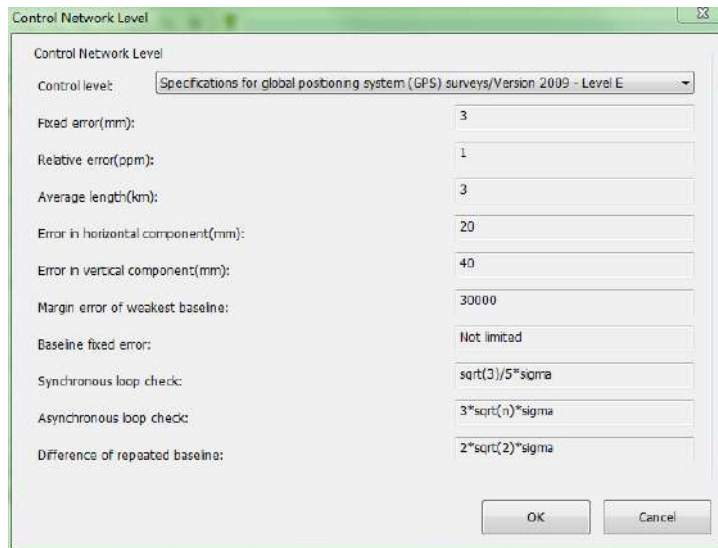 Control Network Level
Control Network Level
Control level: Specifications for global positioning system (GPS) surveys/Version 2009 - Level E
Fixed error(mm): 3
Relative error(ppm): 1
Average length(km): 3
Error in horizontal component(mm): 20
Error in vertical component(mm): 40
Margin error of weakest baseline: 30000
Baseline fixed error: Not limited
Synchronous loop check: sqrt(3)/5*sigma
Asynchronous loop check: 3*sqrt(n)*sigma
Difference of repeated baseline: 2*sqrt(2)*sigma
OK Cancel